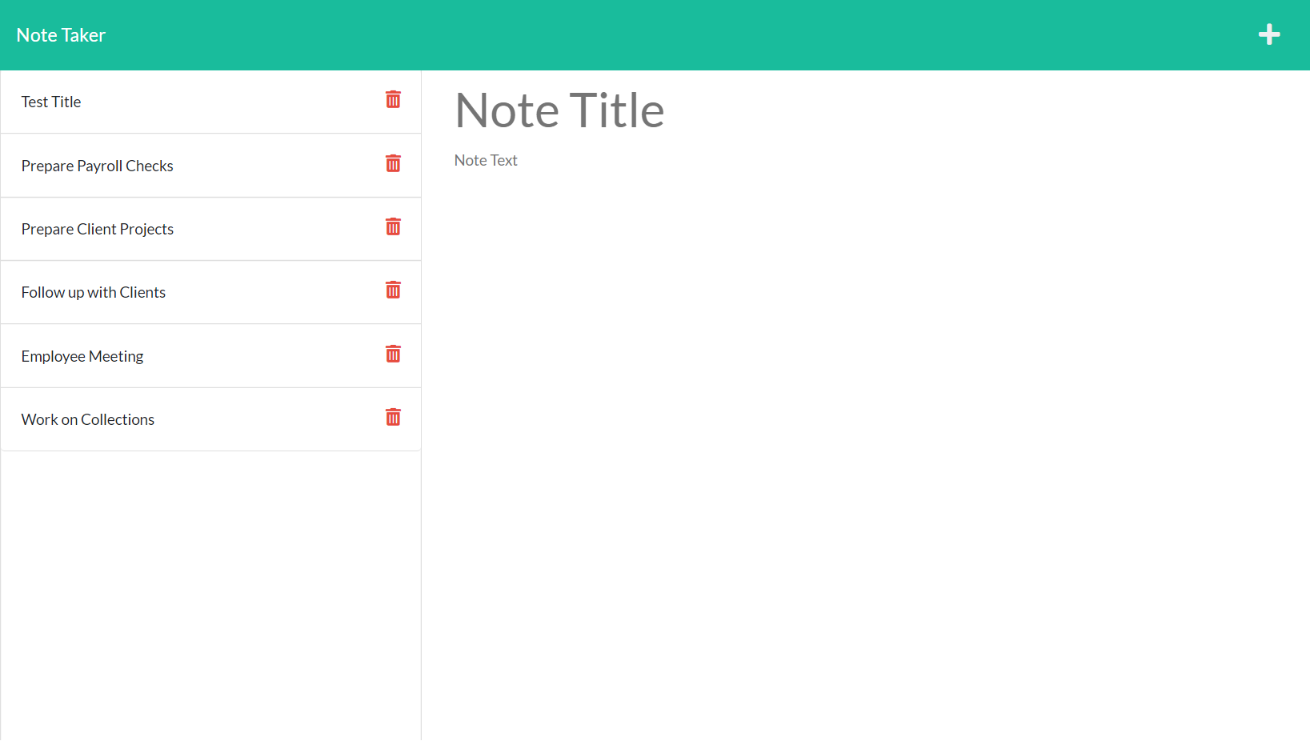 Note Taker
Test Title
Prepare Payroll Checks
Prepare Client Projects
Follow up with Clients
Employee Meeting
Work on Collections
Note Title
Note Text